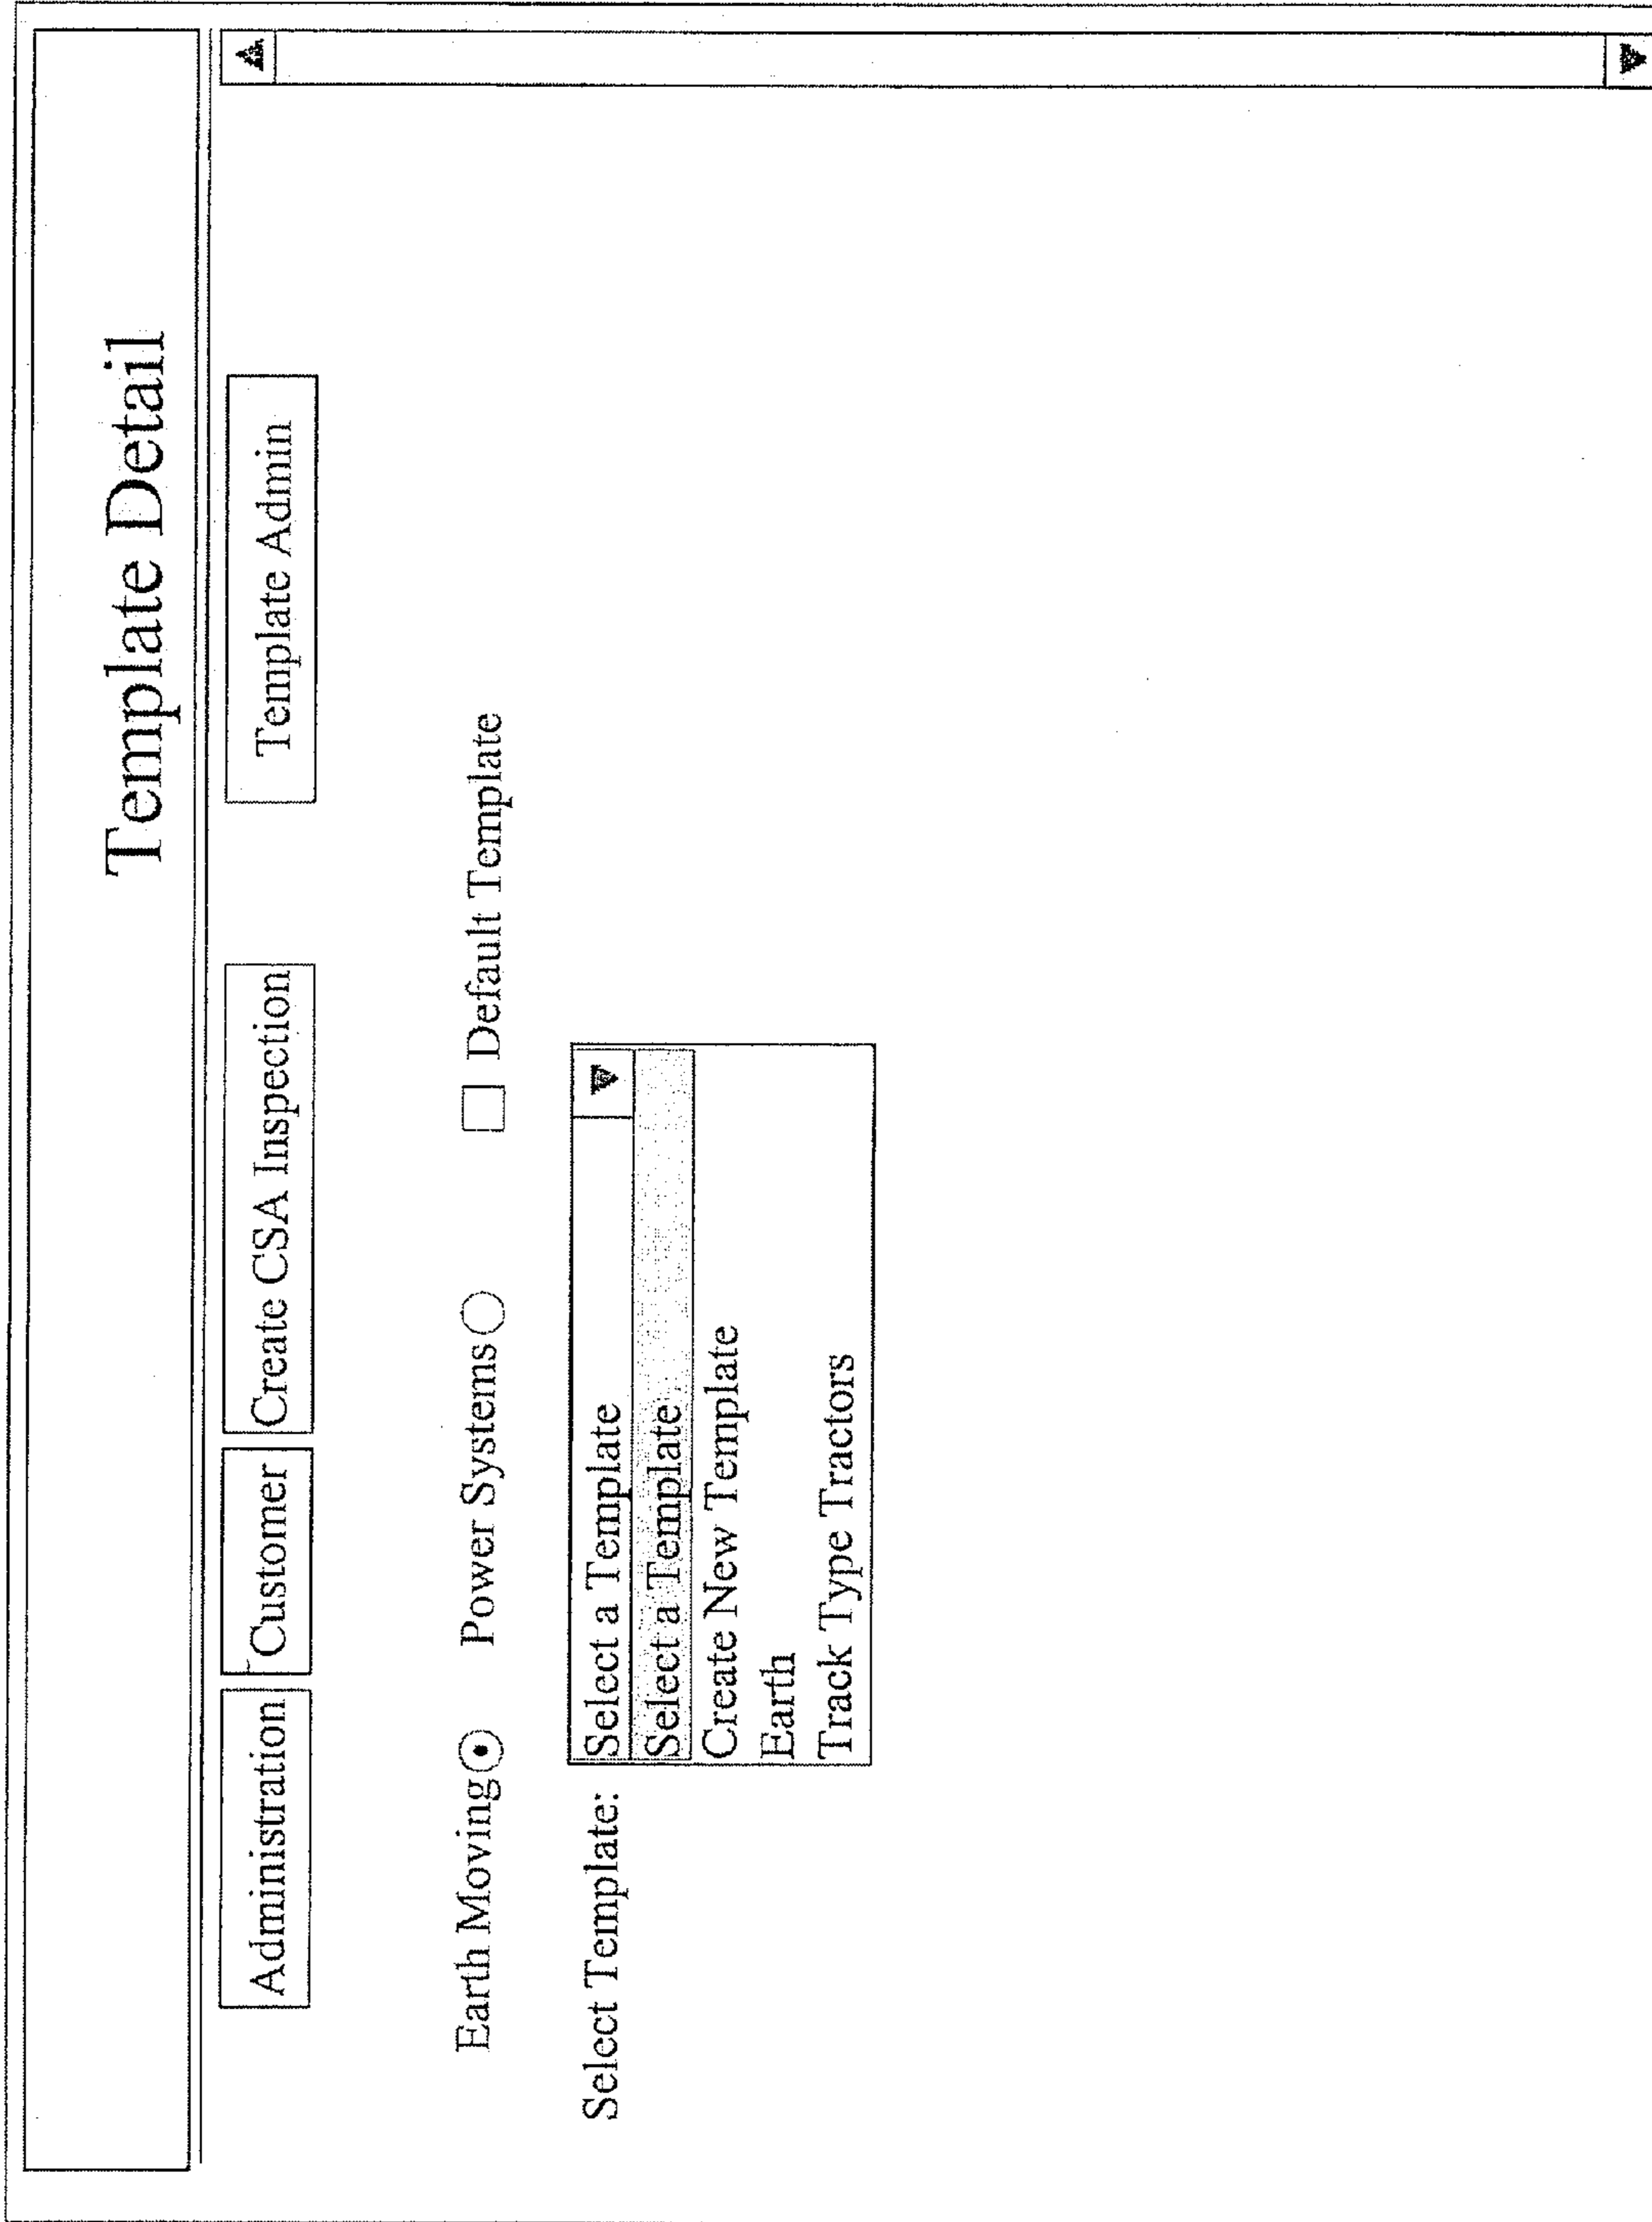 Template Detail
Administration Customer Create CSA Inspection Template Admin
Earth Moving Power Systems Default Template
Select Template: Select a Template
Select a Template
Create New Template
Earth
Track Type Tractors